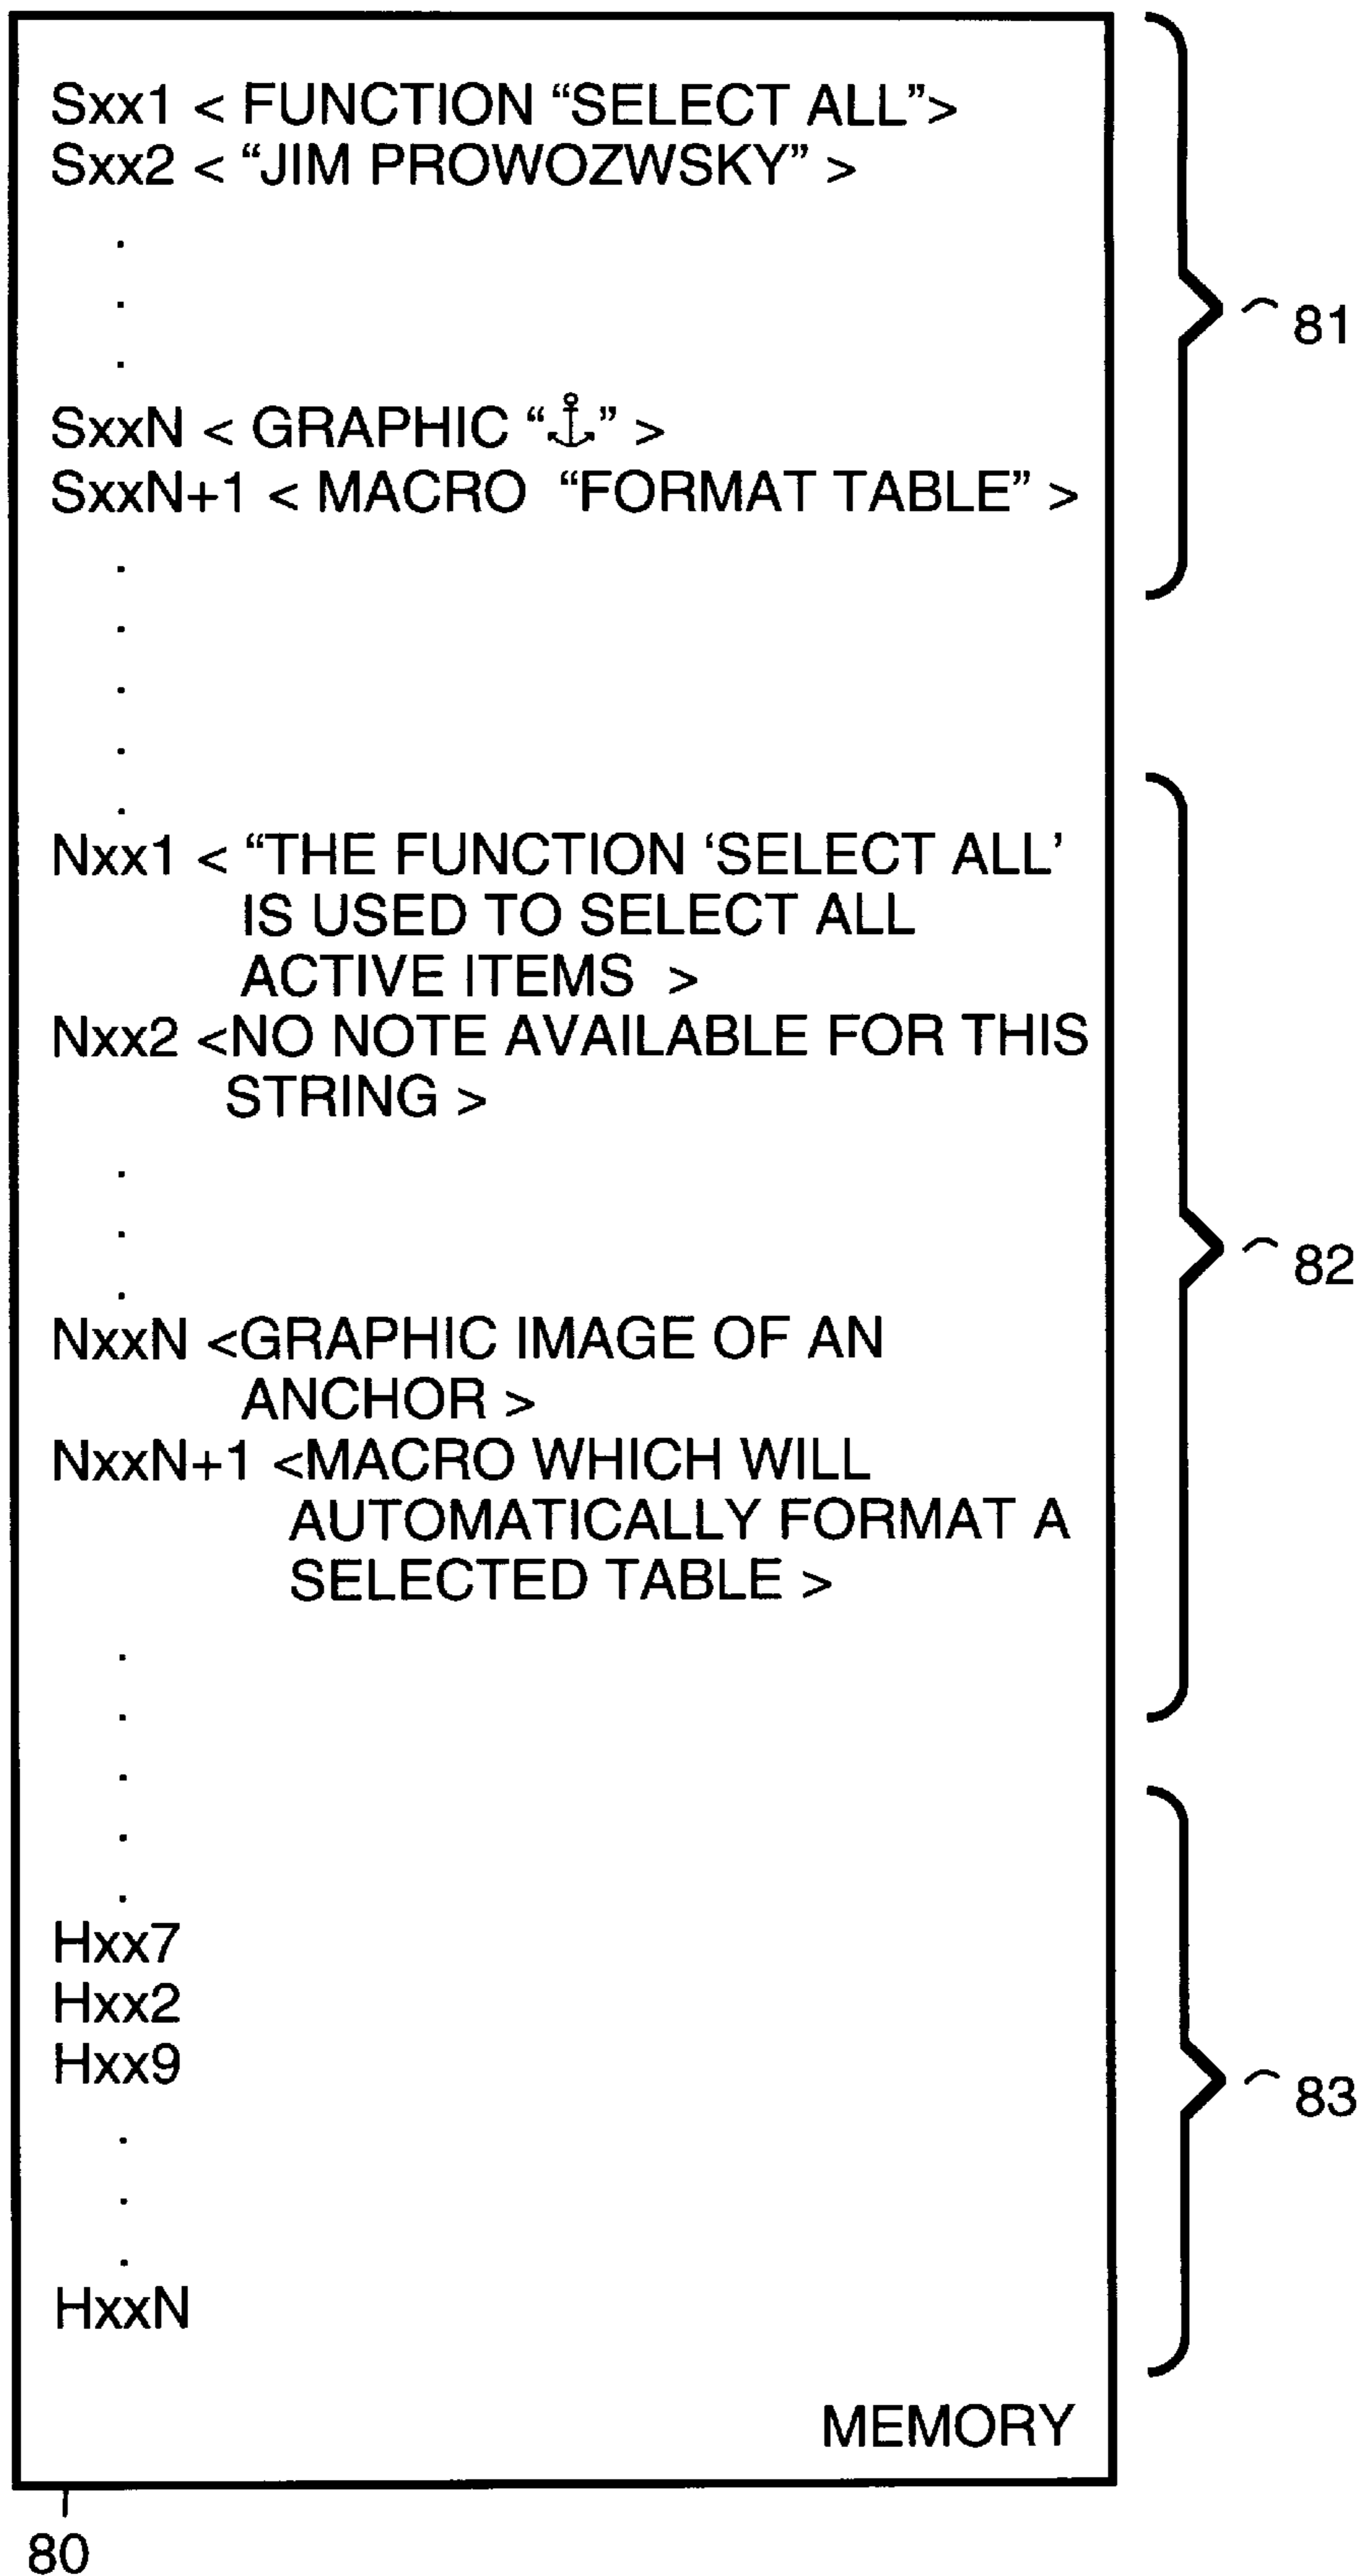 Sxx1 < FUNCTION “SELECT ALL”>
Sxx2 < “JIM PROWOZWSKY” >
.
.
.
81
SxxN < GRAPHIC “⚓” >
SxxN+1 < MACRO “FORMAT TABLE” >
.
.
.
.
.
Nxx1 < “THE FUNCTION ‘SELECT ALL’
IS USED TO SELECT ALL
ACTIVE ITEMS >
Nxx2 <NO NOTE AVAILABLE FOR THIS
STRING >
.
.
.
82
NxxN <GRAPHIC IMAGE OF AN
ANCHOR >
NxxN+1 <MACRO WHICH WILL
AUTOMATICALLY FORMAT A
SELECTED TABLE >
.
.
.
.
.
Hxx7
Hxx2
Hxx9
83
.
.
.
HxxN
MEMORY
80